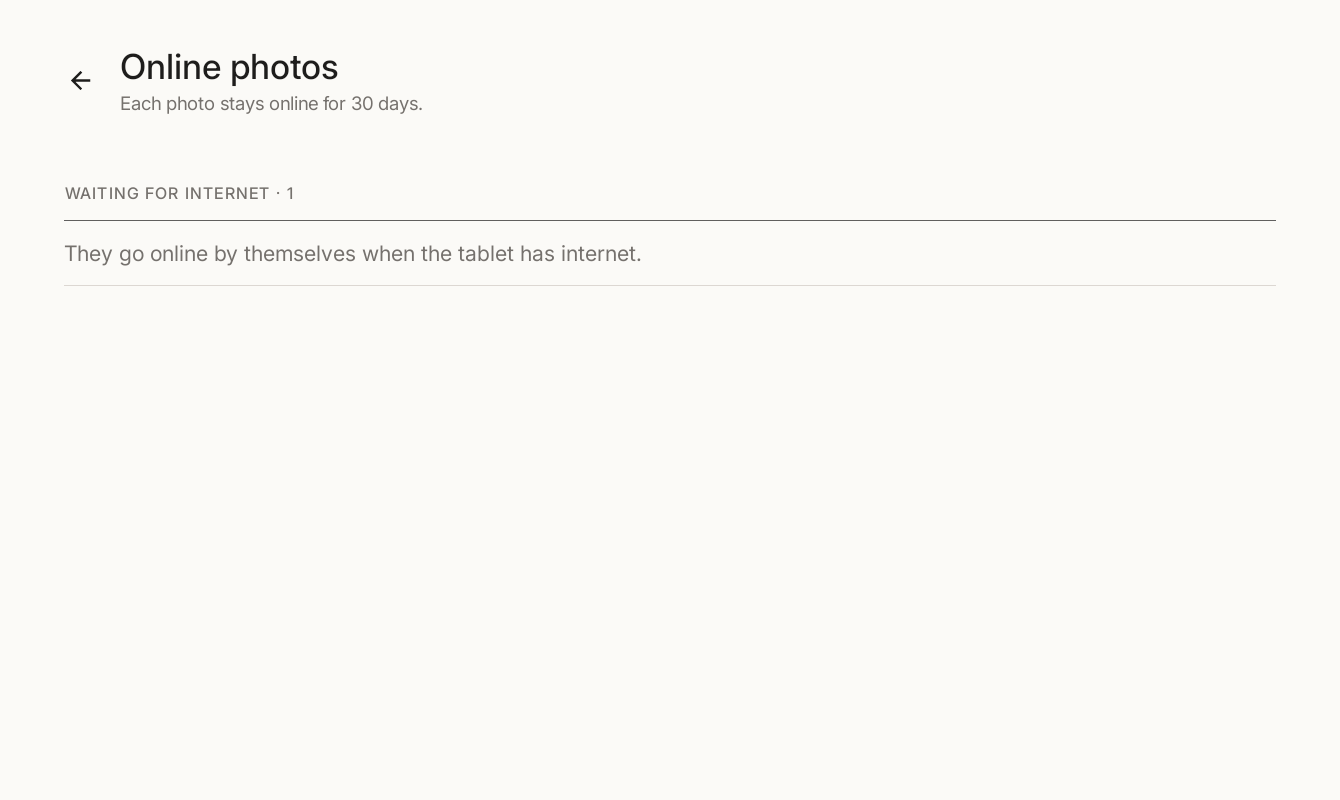 Online photos
Each photo stays online for 30 days.
WAITING FOR INTERNET · 1
They go online by themselves when the tablet has internet.